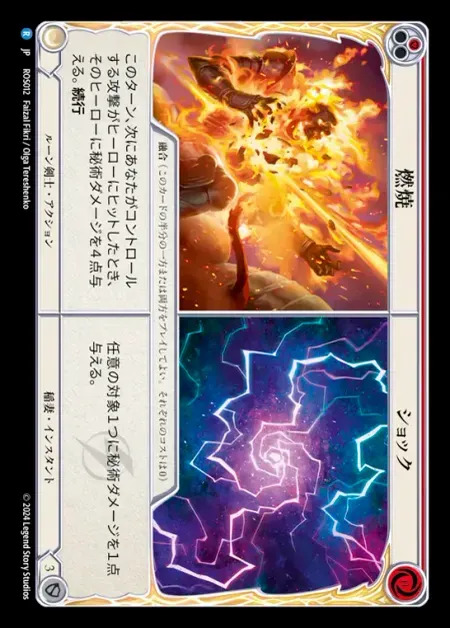 燃焼
ショック
融合 (このカードの半分の一方または両方をプレイしてよい。それぞれのコストは0)
このターン、次にあなたがコントロール
する攻撃がヒーローにヒットしたとき、
そのヒーローに秘術ダメージを4点与
える。続行
任意の対象1つに秘術ダメージを1点
与える。
ルーン剣士・アクション
稲妻・インスタント
3
R JP ROS012 Faizal Fikri / Olga Tereshenko
© 2024 Legend Story Studios